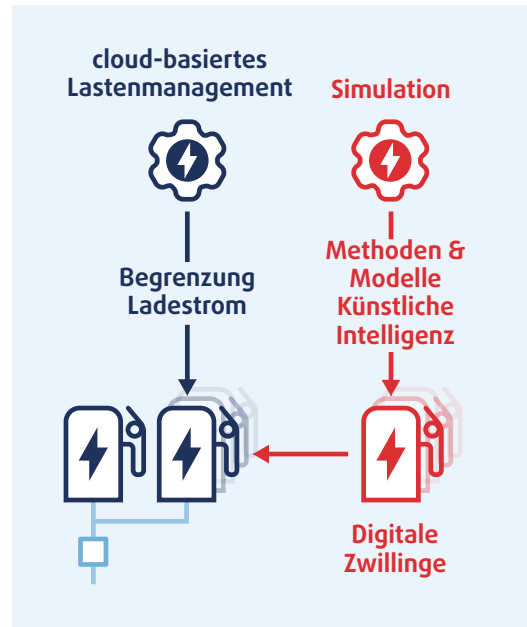 cloud-basiertes
Lastenmanagement
Simulation
Begrenzung
Ladestrom
Methoden &
Modelle
Künstliche
Intelligenz
Digitale
Zwillinge